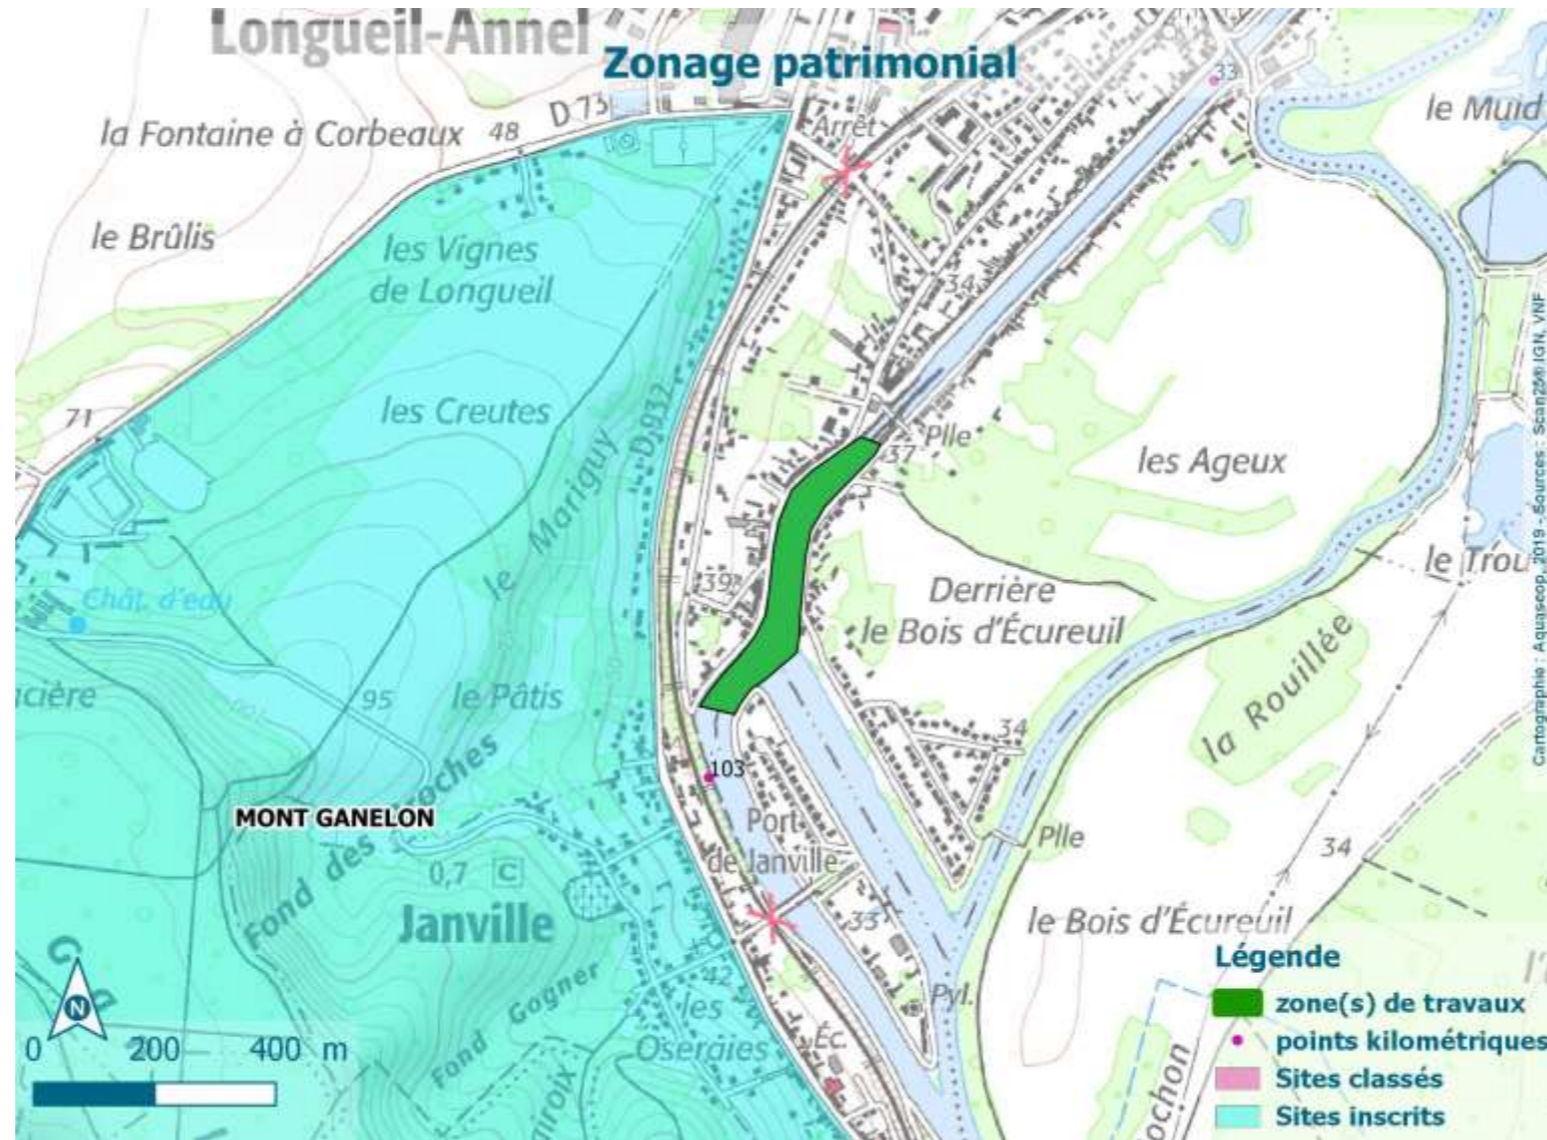 Longueil-Annel
Zonage patrimonial
33
le Muid
D 73
la Fontaine à Corbeaux
48
Arrêt
le Brûlis
les Vignes
de Longueil
34
les Creutes
D 932
71
Plle
37
les Ageux
le Mariguy
le Trou
39
Derrière
le Bois d'Écureuil
Chât. d'eau
la Rouillée
95
le Pâtis
34
103
MONT GANELON
Port
de Janville
Plle
34
Fond des Roches
0,7
C
Janville
33
le Bois d'Écureuil
Légende
42
Pyl.
zone(s) de travaux
les
Oseraies
Fond Gogner
N
0 200 400 m
Éc.
points kilométriques
Sites classés
Sites inscrits
Cartographie : Aquascop, 2019 - Sources : Scan25® IGN, VNF